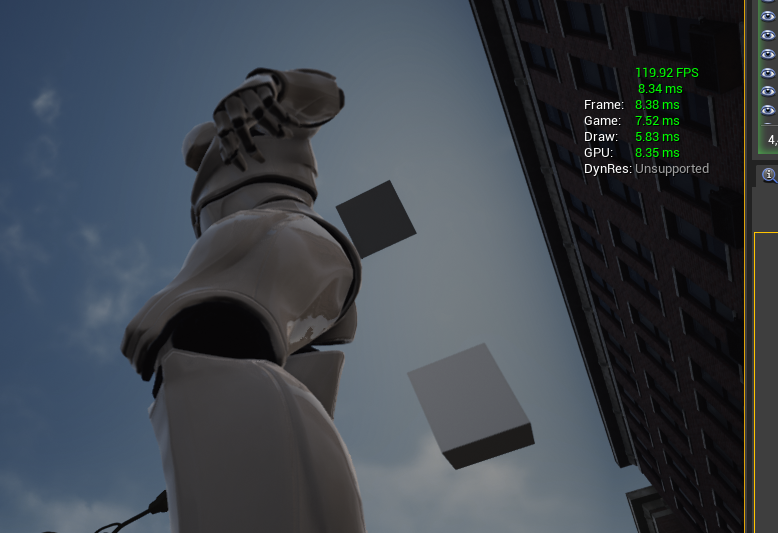 119.92 FPS
8.34 ms
Frame: 8.38 ms
Game: 7.52 ms
Draw: 5.83 ms
GPU: 8.35 ms
DynRes: Unsupported
4,